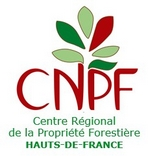 CNPF
Centre Régional
de la Propriété Forestière
HAUTS-DE-FRANCE